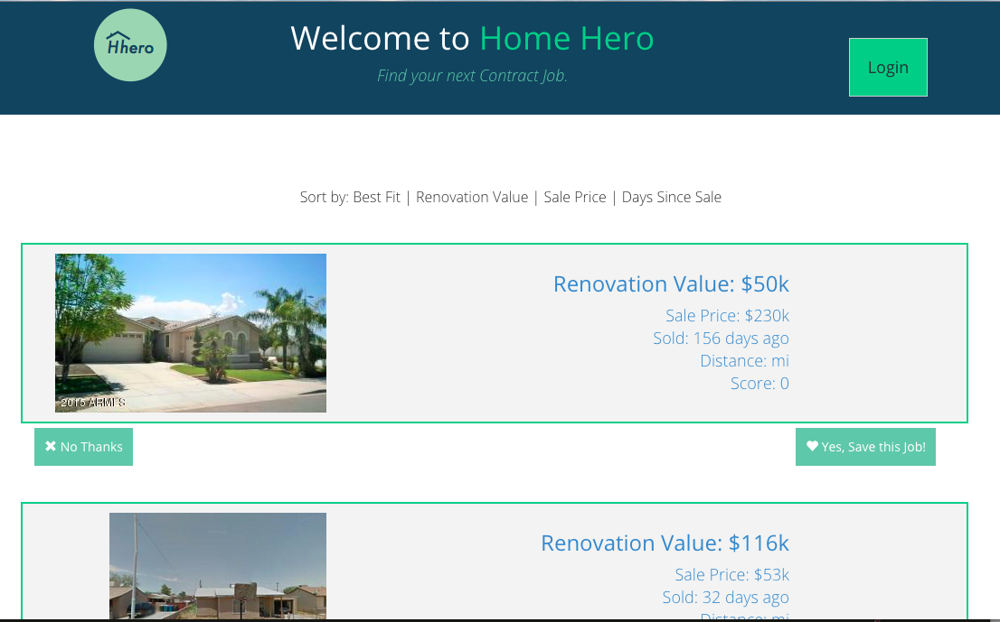 Hhero
Welcome to Home Hero
Find your next Contract Job.
Login
Sort by: Best Fit | Renovation Value | Sale Price | Days Since Sale
Renovation Value: $50k
Sale Price: $230k
Sold: 156 days ago
Distance: mi
Score: 0
2015 ARMLS
✖ No Thanks
♥ Yes, Save this Job!
Renovation Value: $116k
Sale Price: $53k
Sold: 32 days ago
Distance: mi